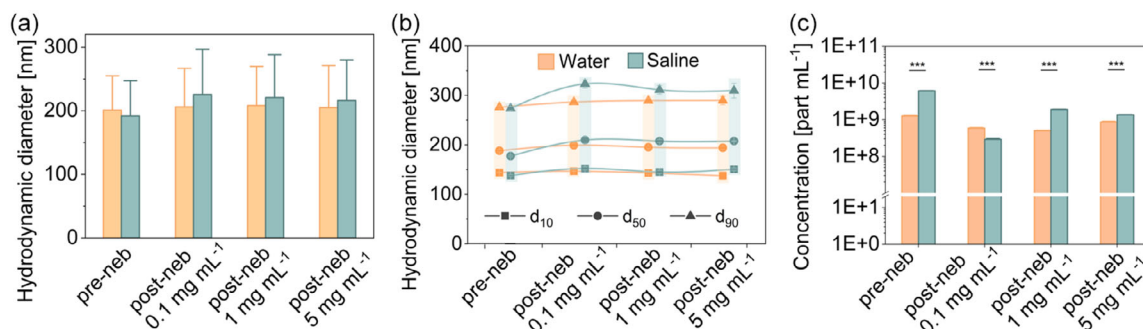 (a)
Hydrodynamic diameter [nm]
300
200
100
0
pre-neb
post-neb
0.1 mg mL⁻¹
post-neb
1 mg mL⁻¹
post-neb
5 mg mL⁻¹
(b)
Hydrodynamic diameter [nm]
400
300
200
100
0
Water
Saline
d₁₀
d₅₀
d₉₀
pre-neb
post-neb
0.1 mg mL⁻¹
post-neb
1 mg mL⁻¹
post-neb
5 mg mL⁻¹
(c)
Concentration [part mL⁻¹]
1E+11
1E+10
1E+9
1E+8
1E+1
1E+0
***
***
***
***
pre-neb
post-neb
0.1 mg mL⁻¹
post-neb
1 mg mL⁻¹
post-neb
5 mg mL⁻¹